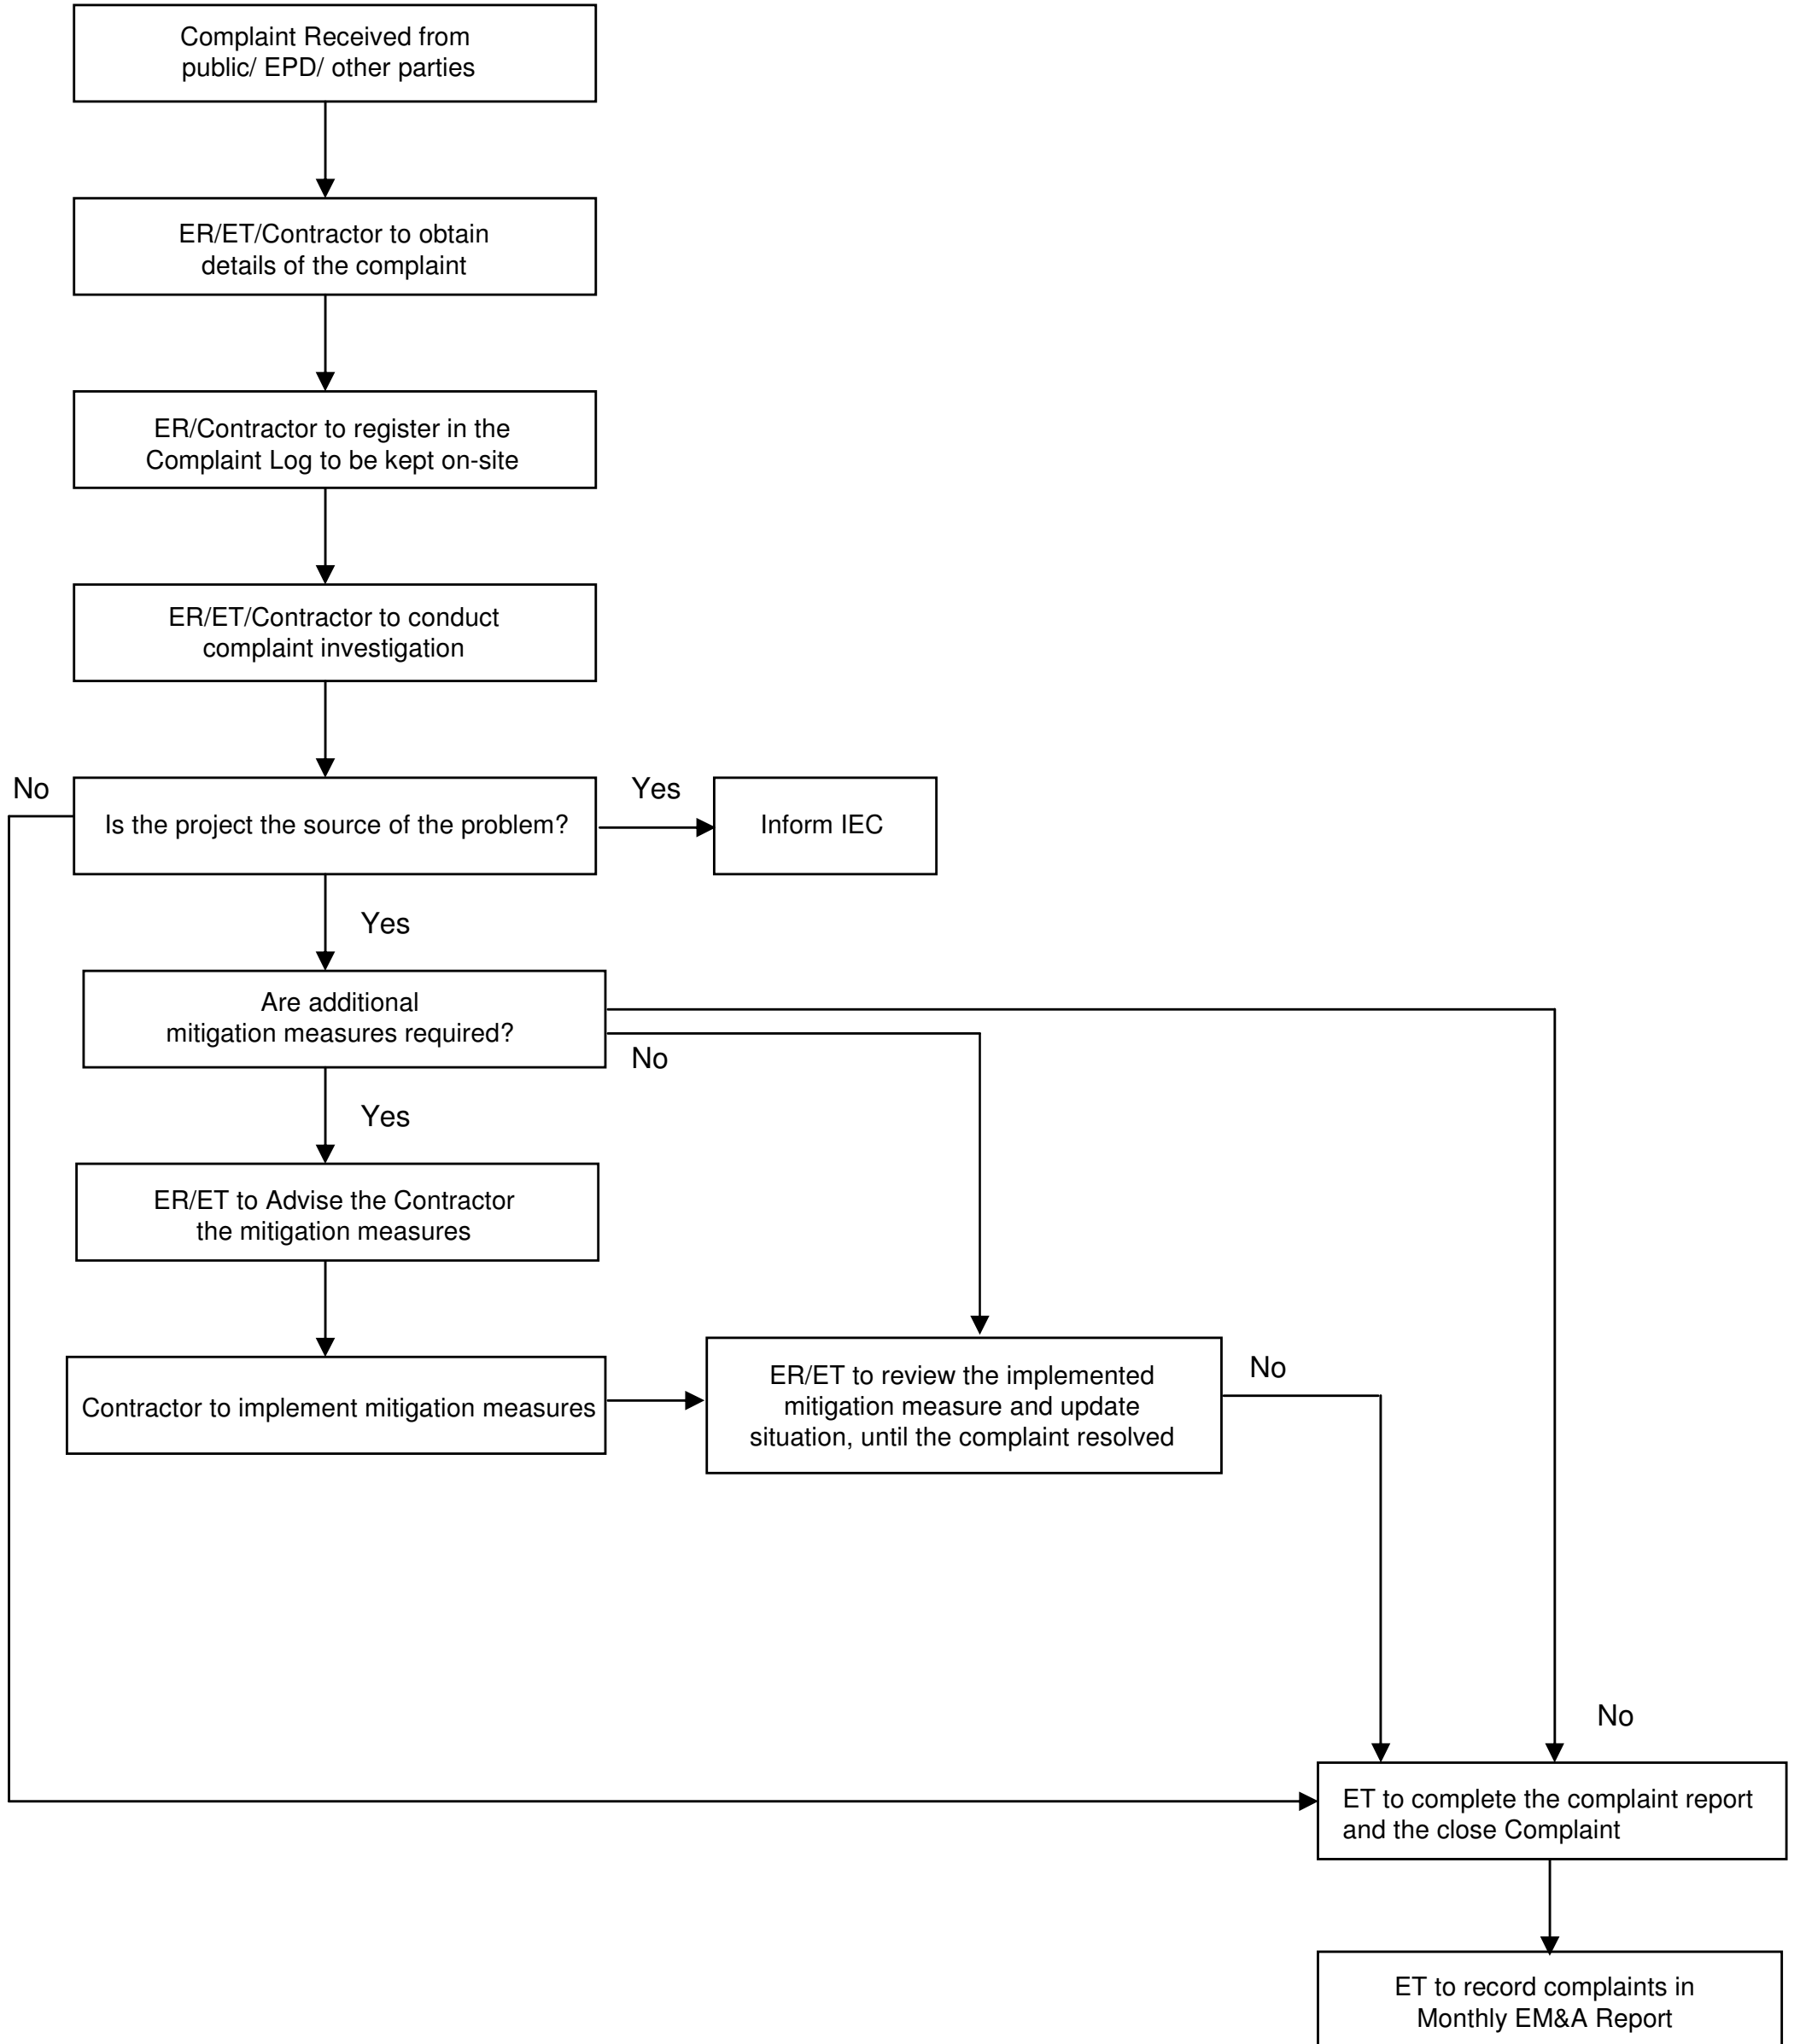 Complaint Received from
public/ EPD/ other parties
ER/ET/Contractor to obtain
details of the complaint
ER/Contractor to register in the
Complaint Log to be kept on-site
ER/ET/Contractor to conduct
complaint investigation
No
Is the project the source of the problem?
Yes
Inform IEC
Yes
Are additional
mitigation measures required?
No
Yes
ER/ET to Advise the Contractor
the mitigation measures
Contractor to implement mitigation measures
ER/ET to review the implemented
mitigation measure and update
situation, until the complaint resolved
No
No
ET to complete the complaint report
and the close Complaint
ET to record complaints in
Monthly EM&A Report